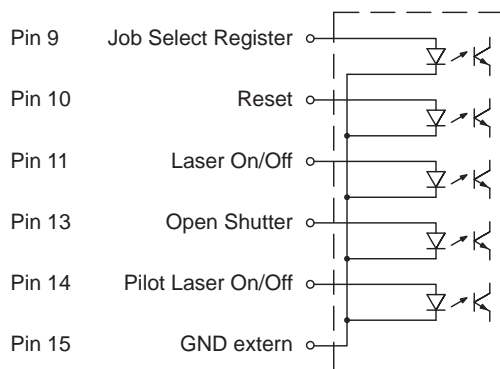 Pin 9 Job Select Register
Pin 10 Reset
Pin 11 Laser On/Off
Pin 13 Open Shutter
Pin 14 Pilot Laser On/Off
Pin 15 GND extern